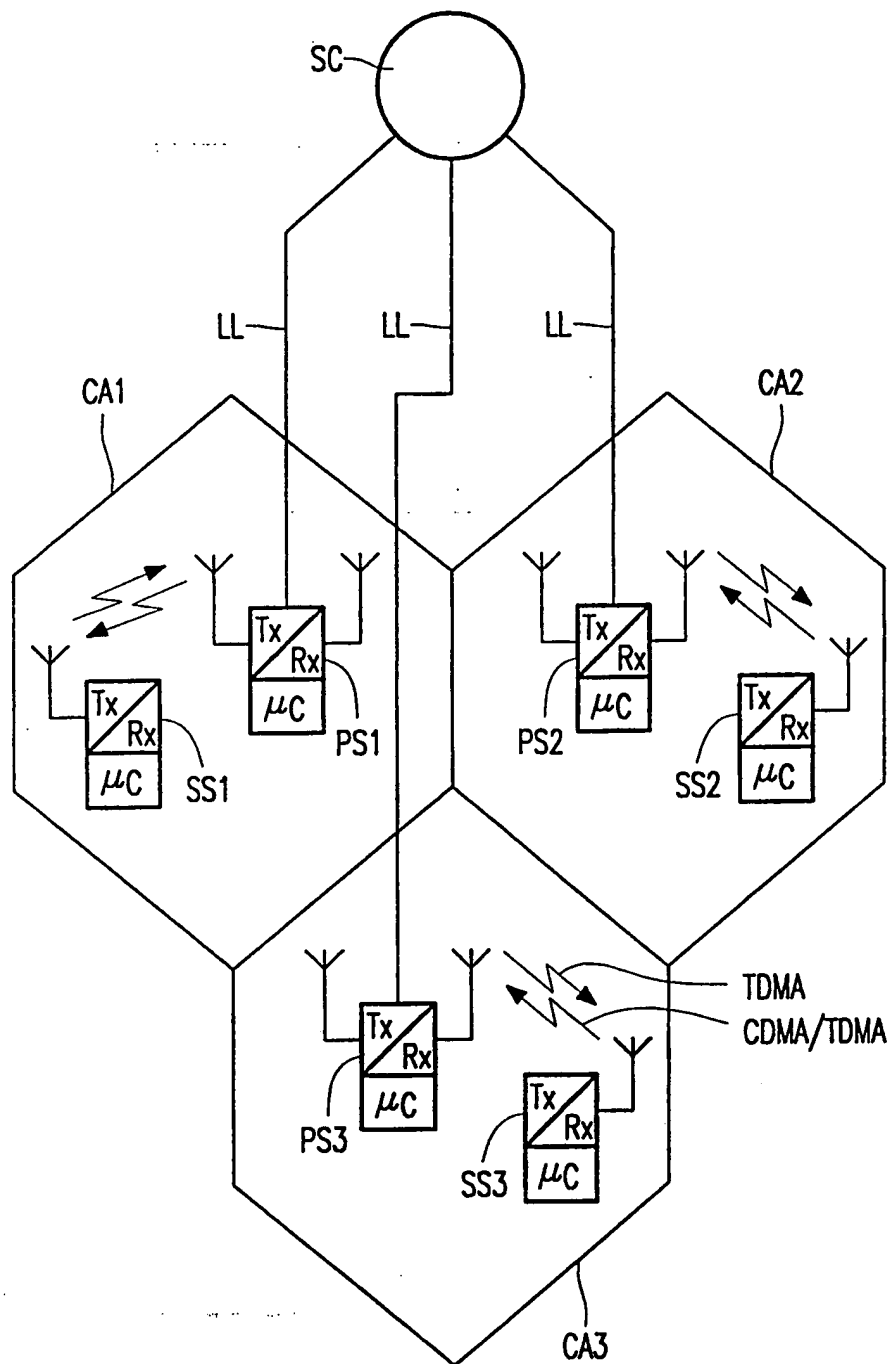 SC
LL
LL
LL
CA1
CA2
Tx
Rx
μC
PS1
Tx
Rx
μC
PS2
Tx
Rx
μC
SS1
Tx
Rx
μC
SS2
TDMA
CDMA/TDMA
Tx
Rx
μC
PS3
Tx
Rx
μC
SS3
CA3